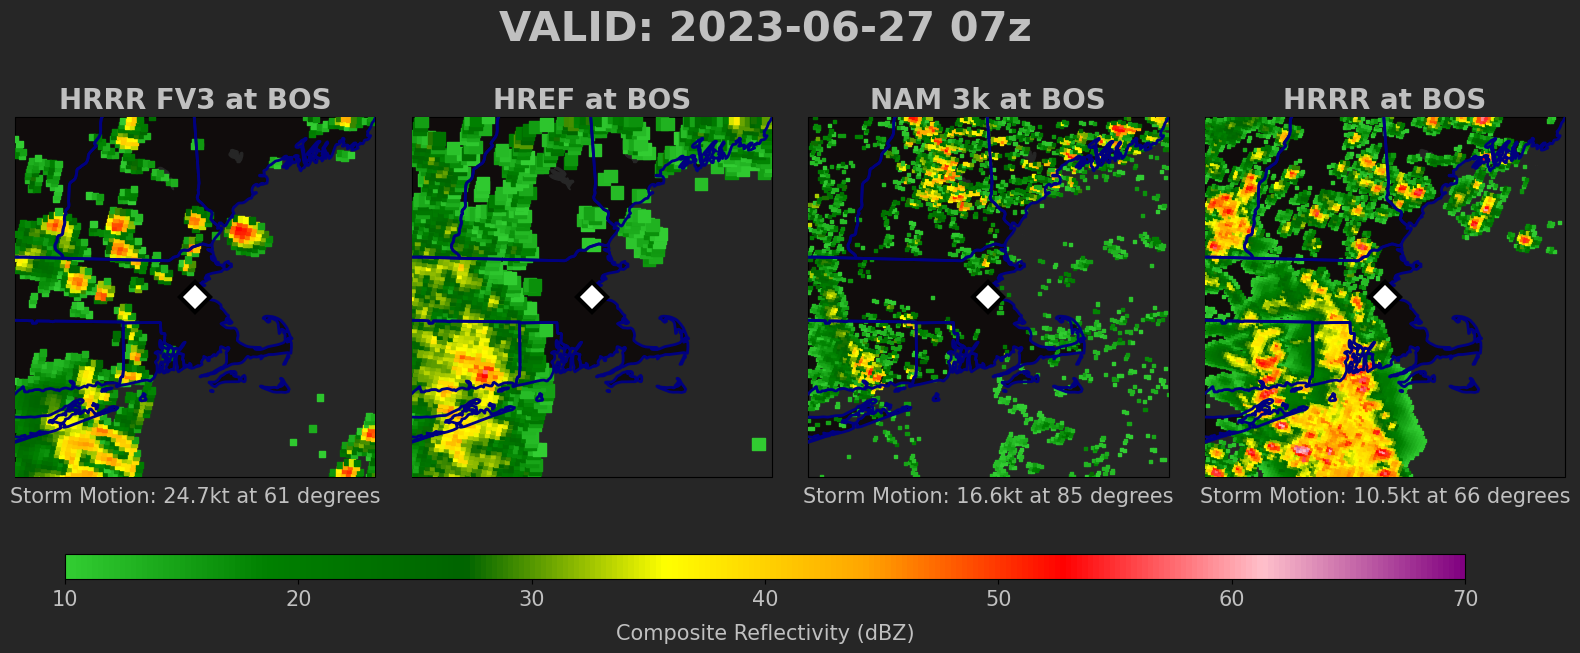 VALID: 2023-06-27 07z
HRRR FV3 at BOS
HREF at BOS
NAM 3k at BOS
HRRR at BOS
Storm Motion: 24.7kt at 61 degrees
Storm Motion: 16.6kt at 85 degrees
Storm Motion: 10.5kt at 66 degrees
10 20 30 40 50 60 70
Composite Reflectivity (dBZ)